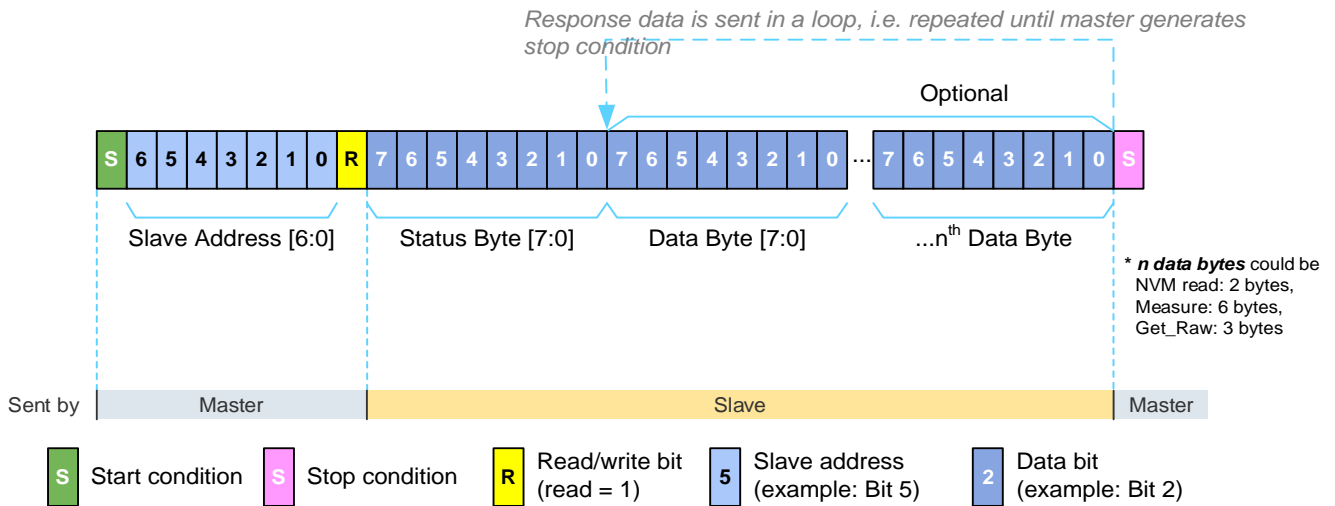 Response data is sent in a loop, i.e. repeated until master generates
stop condition
Optional
S 6 5 4 3 2 1 0 R 7 6 5 4 3 2 1 0 7 6 5 4 3 2 1 0 ... 7 6 5 4 3 2 1 0 S
Slave Address [6:0] Status Byte [7:0] Data Byte [7:0] ...nth Data Byte
* n data bytes could be
NVM read: 2 bytes,
Measure: 6 bytes,
Get_Raw: 3 bytes
Sent by Master Slave Master
S Start condition S Stop condition R Read/write bit 5 Slave address 2 Data bit
(read = 1) (example: Bit 5) (example: Bit 2)